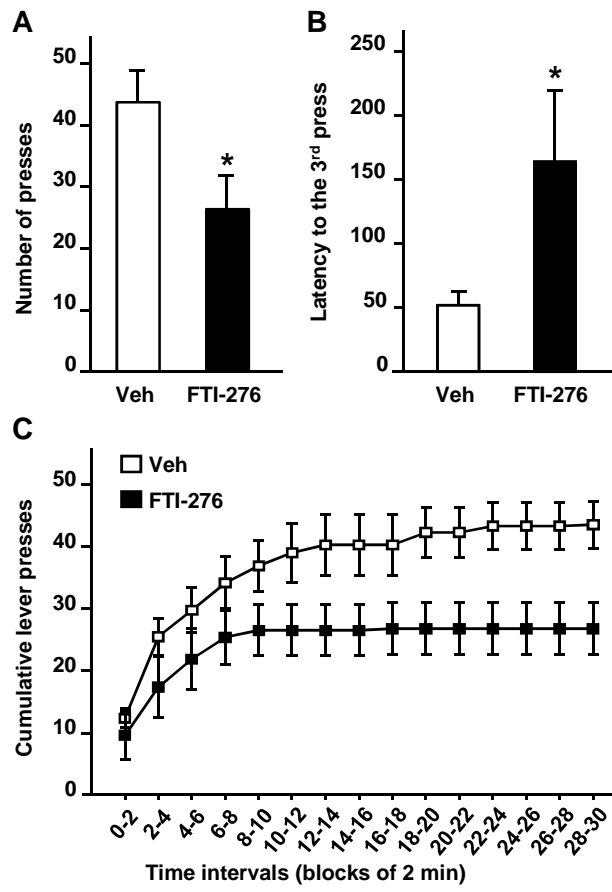 A
Number of presses
50
40
30
20
10
0
*
Veh FTI-276
B
Latency to the 3rd press
250
200
150
100
50
0
*
Veh FTI-276
C
Veh
FTI-276
Cumulative lever presses
50
40
30
20
10
0
0-2 2-4 4-6 6-8 8-10 10-12 12-14 14-16 16-18 18-20 20-22 22-24 24-26 26-28 28-30
Time intervals (blocks of 2 min)